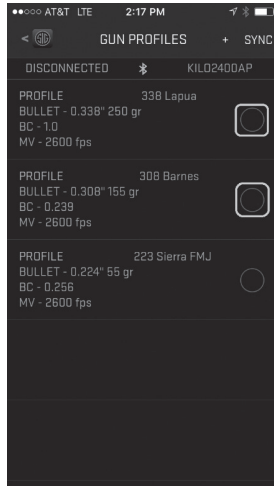 AT&T LTE 2:17 PM
< SIG GUN PROFILES + SYNC
DISCONNECTED KILO2400AP
PROFILE 338 Lapua
BULLET - 0.338" 250 gr
BC - 1.0
MV - 2600 fps
PROFILE 308 Barnes
BULLET - 0.308" 155 gr
BC - 0.239
MV - 2600 fps
PROFILE 223 Sierra FMJ
BULLET - 0.224" 55 gr
BC - 0.256
MV - 2600 fps